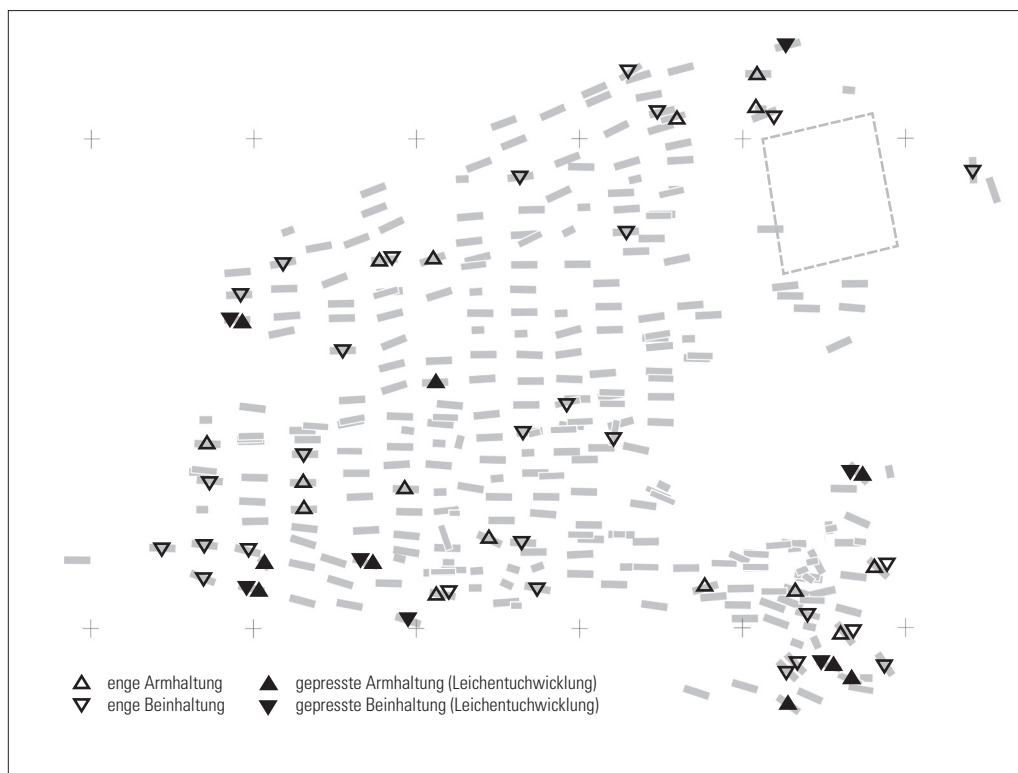 enge Armhaltung
gepresste Armhaltung (Leichentuchwicklung)
enge Beinhaltung
gepresste Beinhaltung (Leichentuchwicklung)